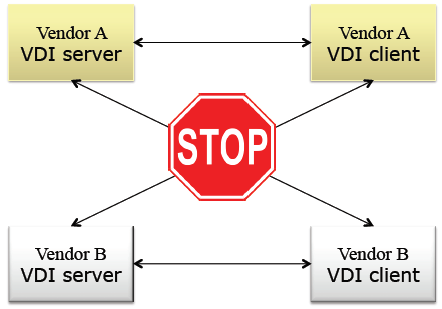 Vendor A
VDI server
Vendor A
VDI client
STOP
Vendor B
VDI server
Vendor B
VDI client